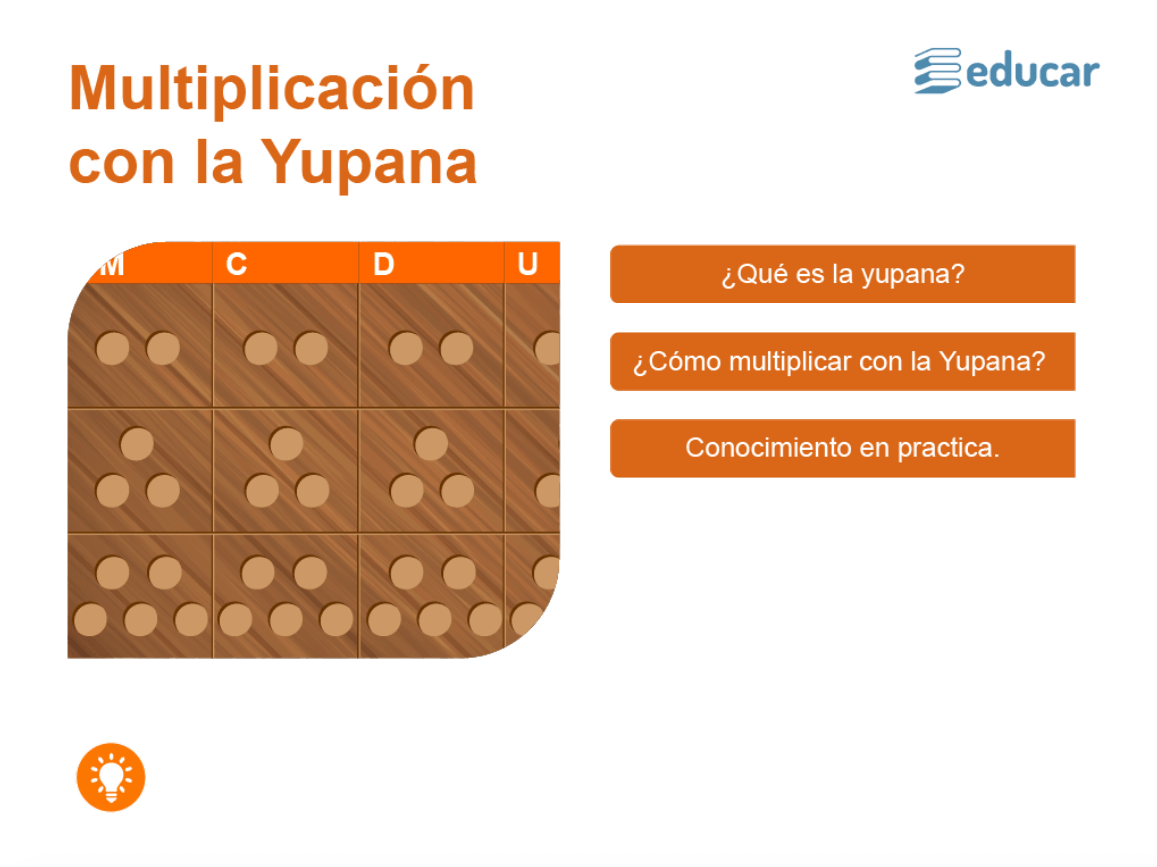 Multiplicación
con la Yupana
educar
M C D U
¿Qué es la yupana?
¿Cómo multiplicar con la Yupana?
Conocimiento en practica.